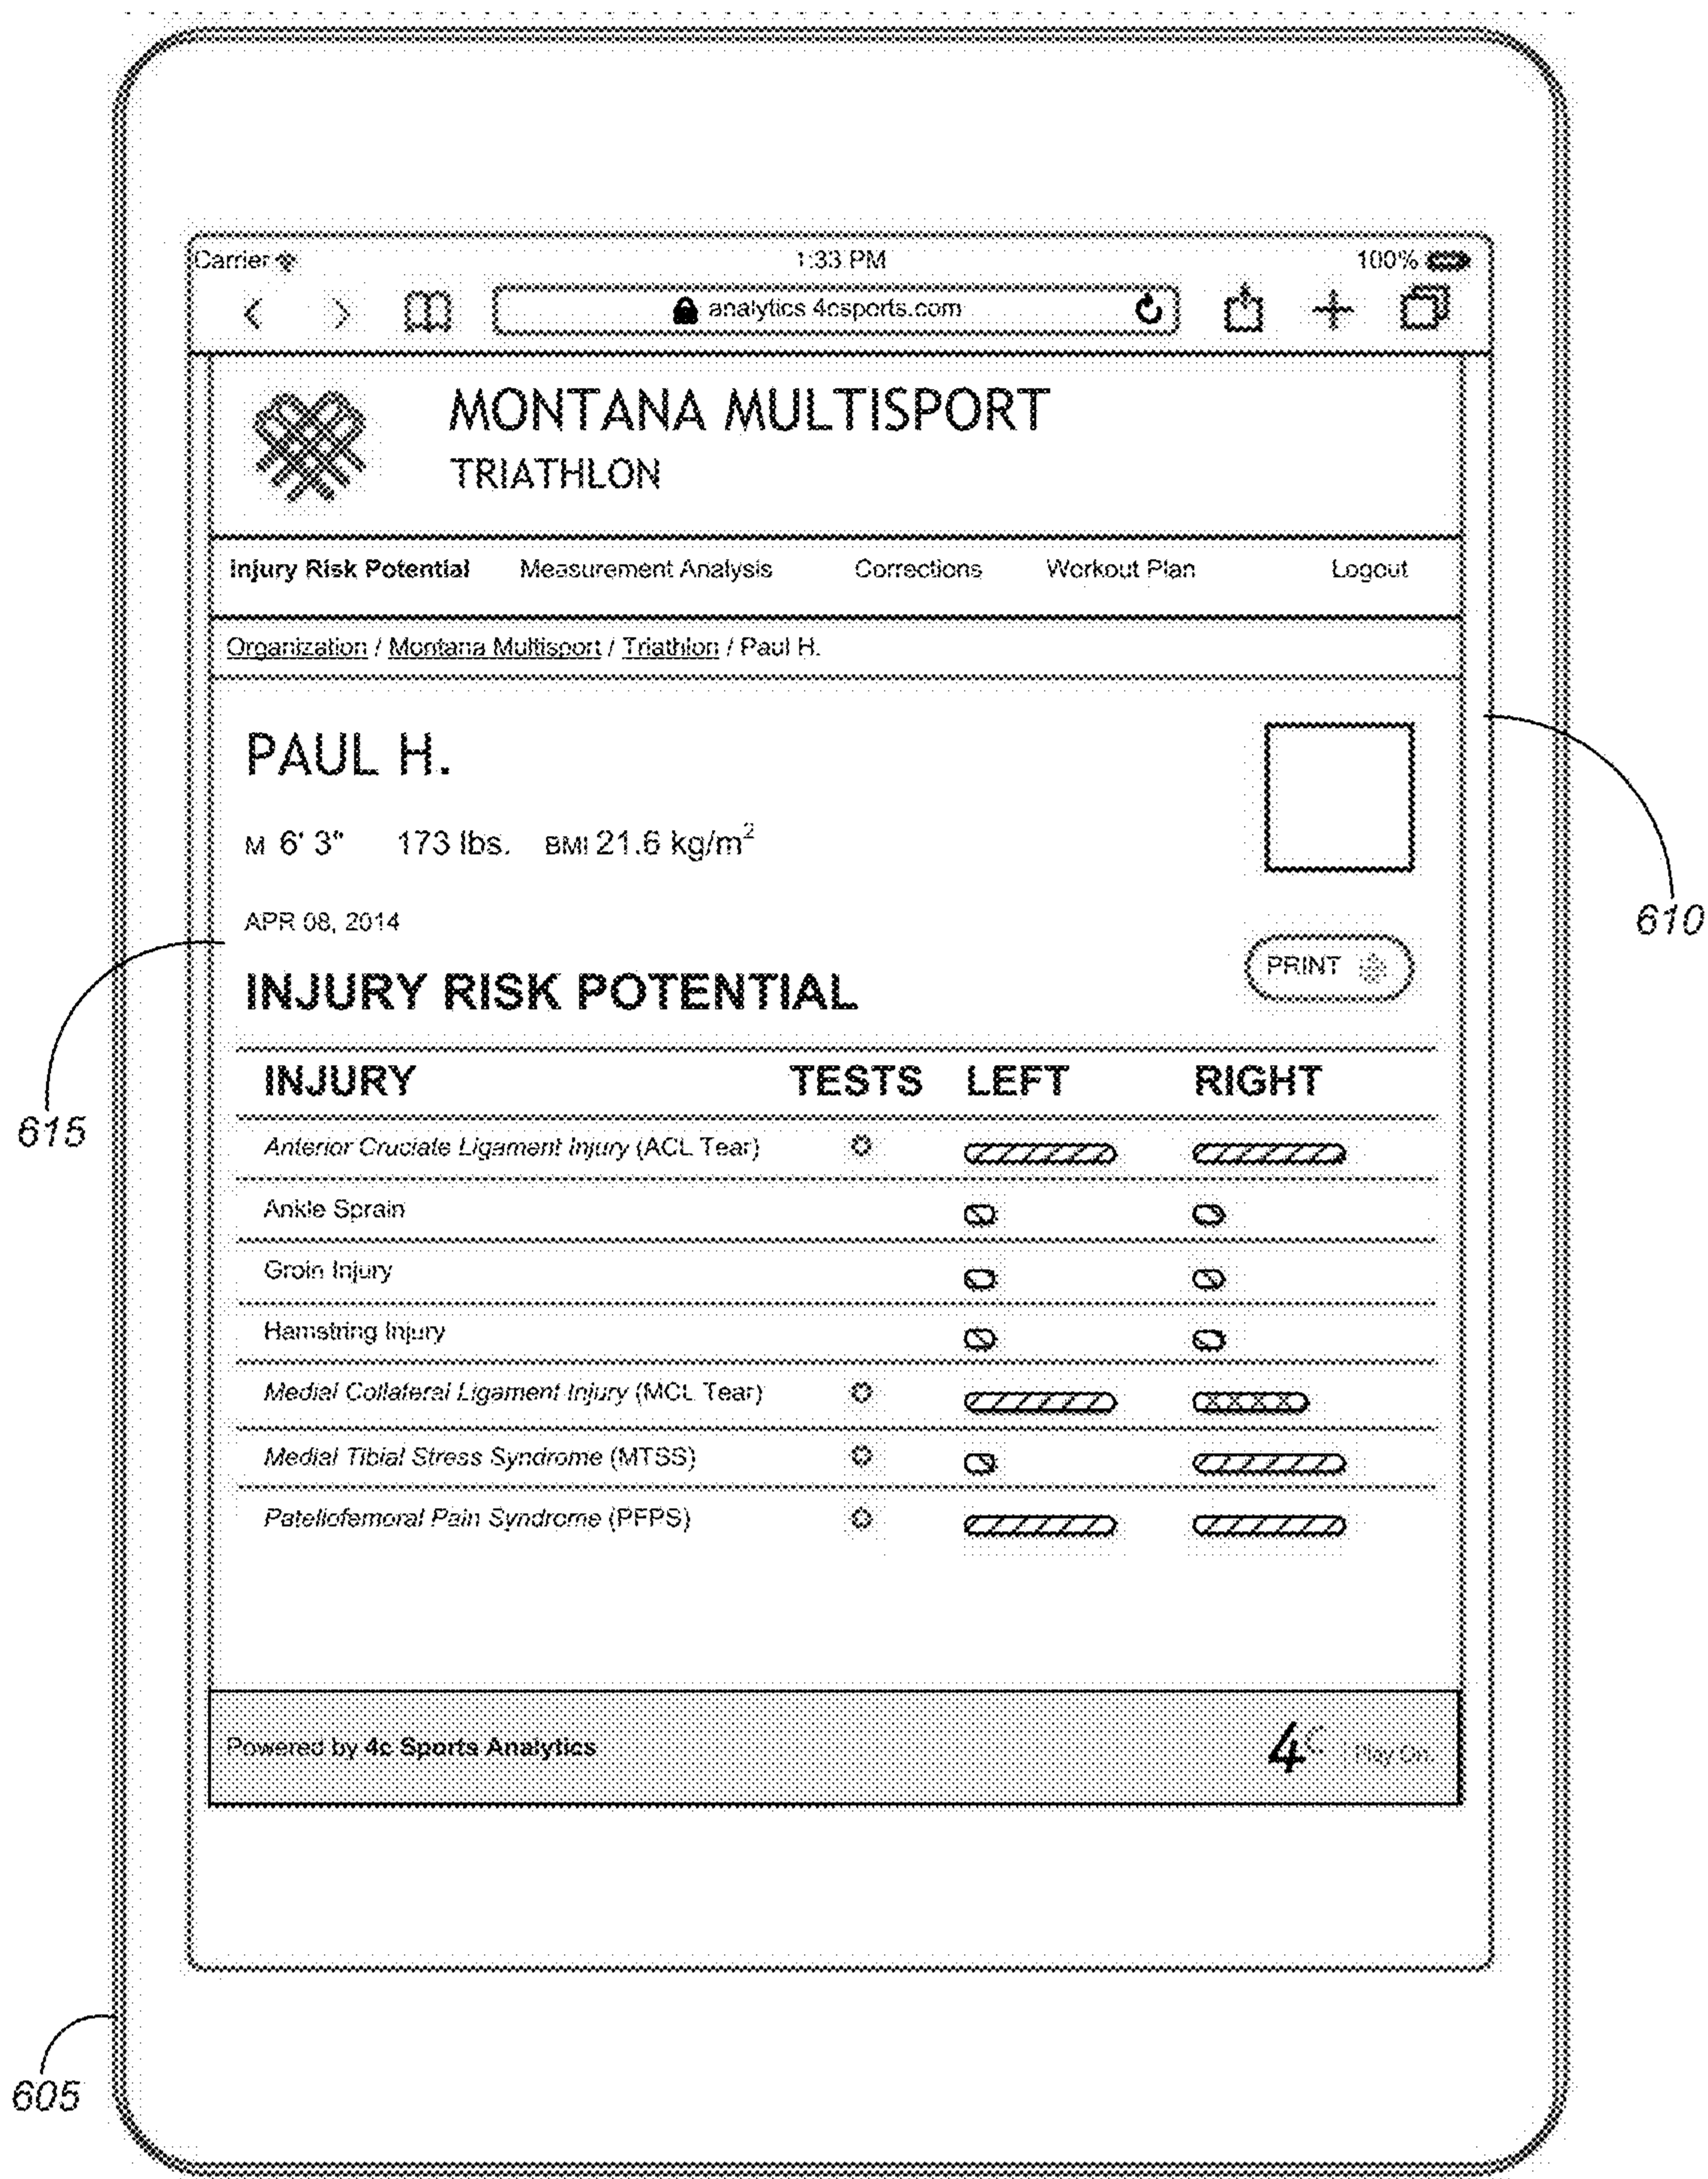 Carrier 1:33 PM 100%
analytics.4csports.com
MONTANA MULTISPORT
TRIATHLON
Injury Risk Potential Measurement Analysis Corrections Workout Plan Logout
Organization / Montana Multisport / Triathlon / Paul H.
PAUL H.
M 6' 3" 173 lbs. BMI 21.6 kg/m²
610
APR 08, 2014
PRINT
INJURY RISK POTENTIAL
INJURY TESTS LEFT RIGHT
615
Anterior Cruciate Ligament Injury (ACL Tear)
Ankle Sprain
Groin Injury
Hamstring Injury
Medial Collateral Ligament Injury (MCL Tear)
Medial Tibial Stress Syndrome (MTSS)
Patellofemoral Pain Syndrome (PFPS)
Powered by 4c Sports Analytics 4c | Play On.
605